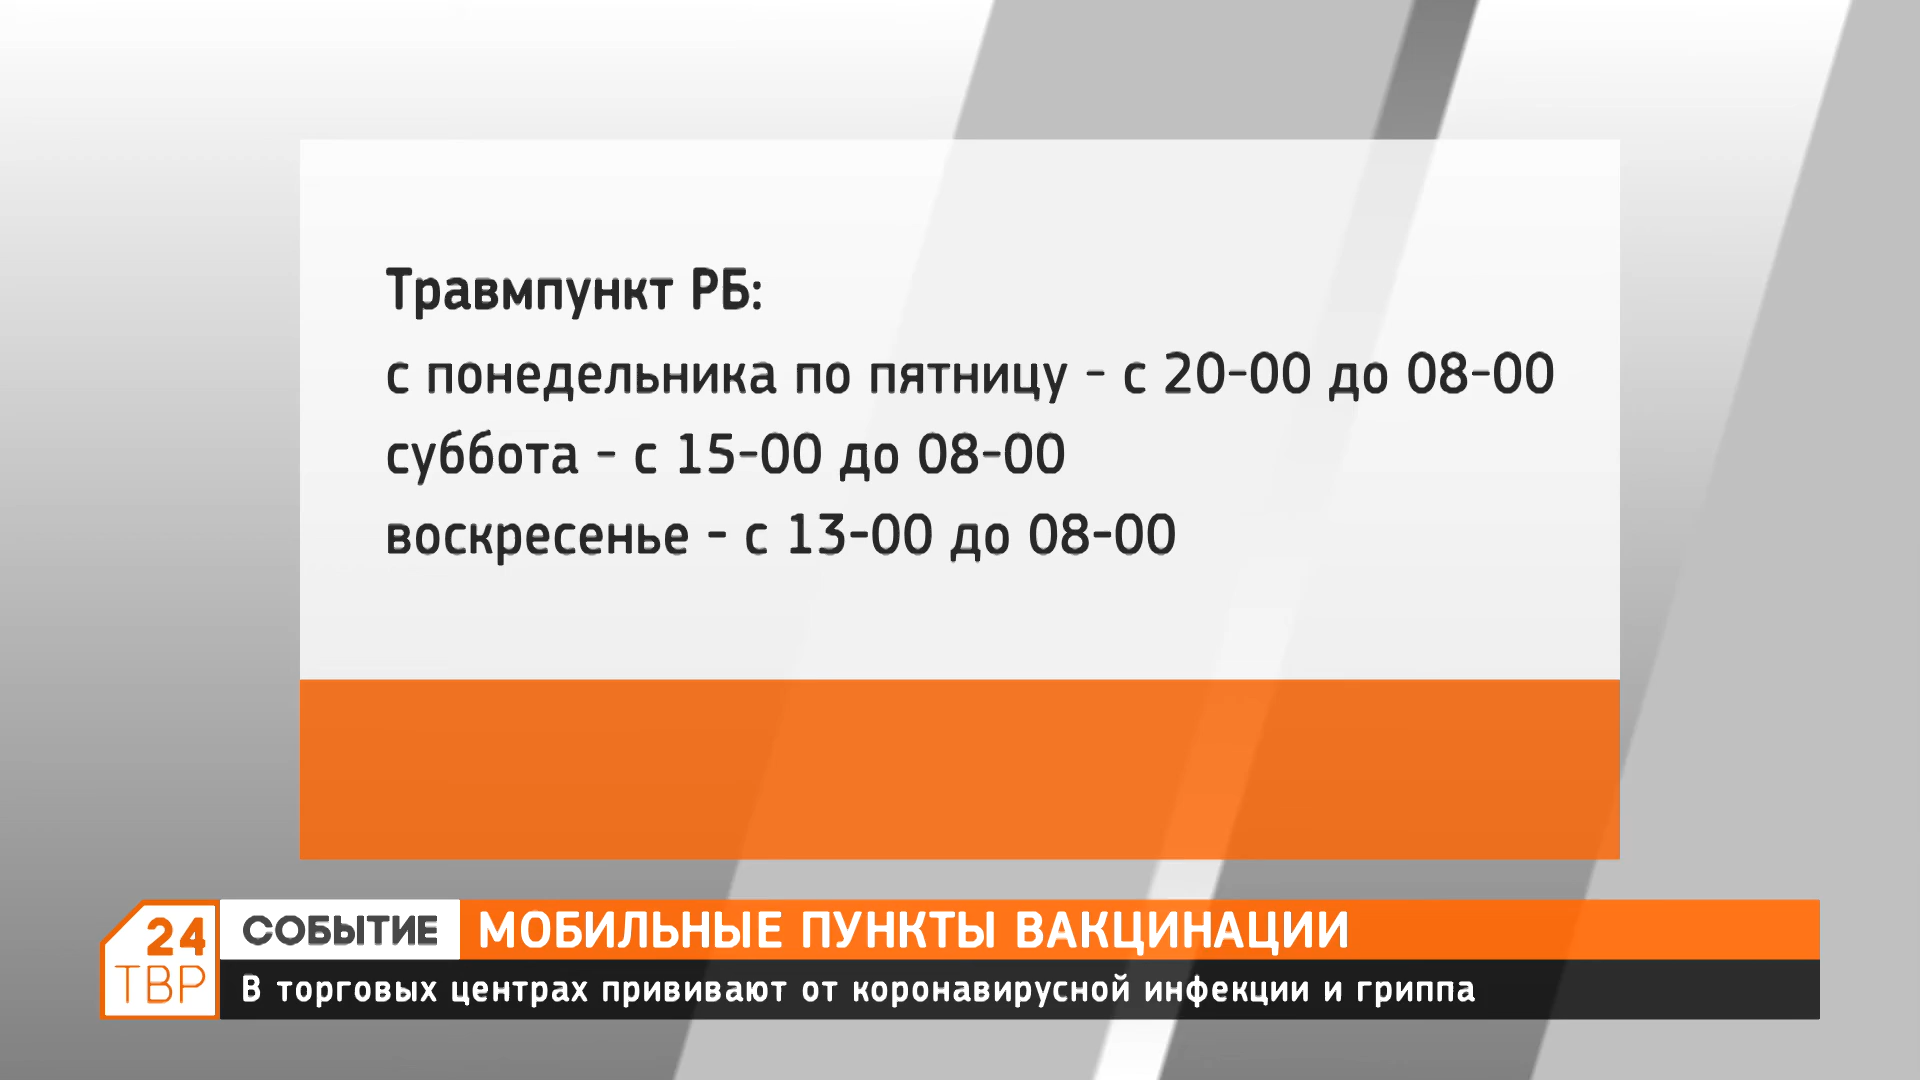 Травмпункт РБ:
с понедельника по пятницу - с 20-00 до 08-00
суббота - с 15-00 до 08-00
воскресенье - с 13-00 до 08-00
24
ТВР
СОБЫТИЕ
МОБИЛЬНЫЕ ПУНКТЫ ВАКЦИНАЦИИ
В торговых центрах прививают от коронавирусной инфекции и гриппа